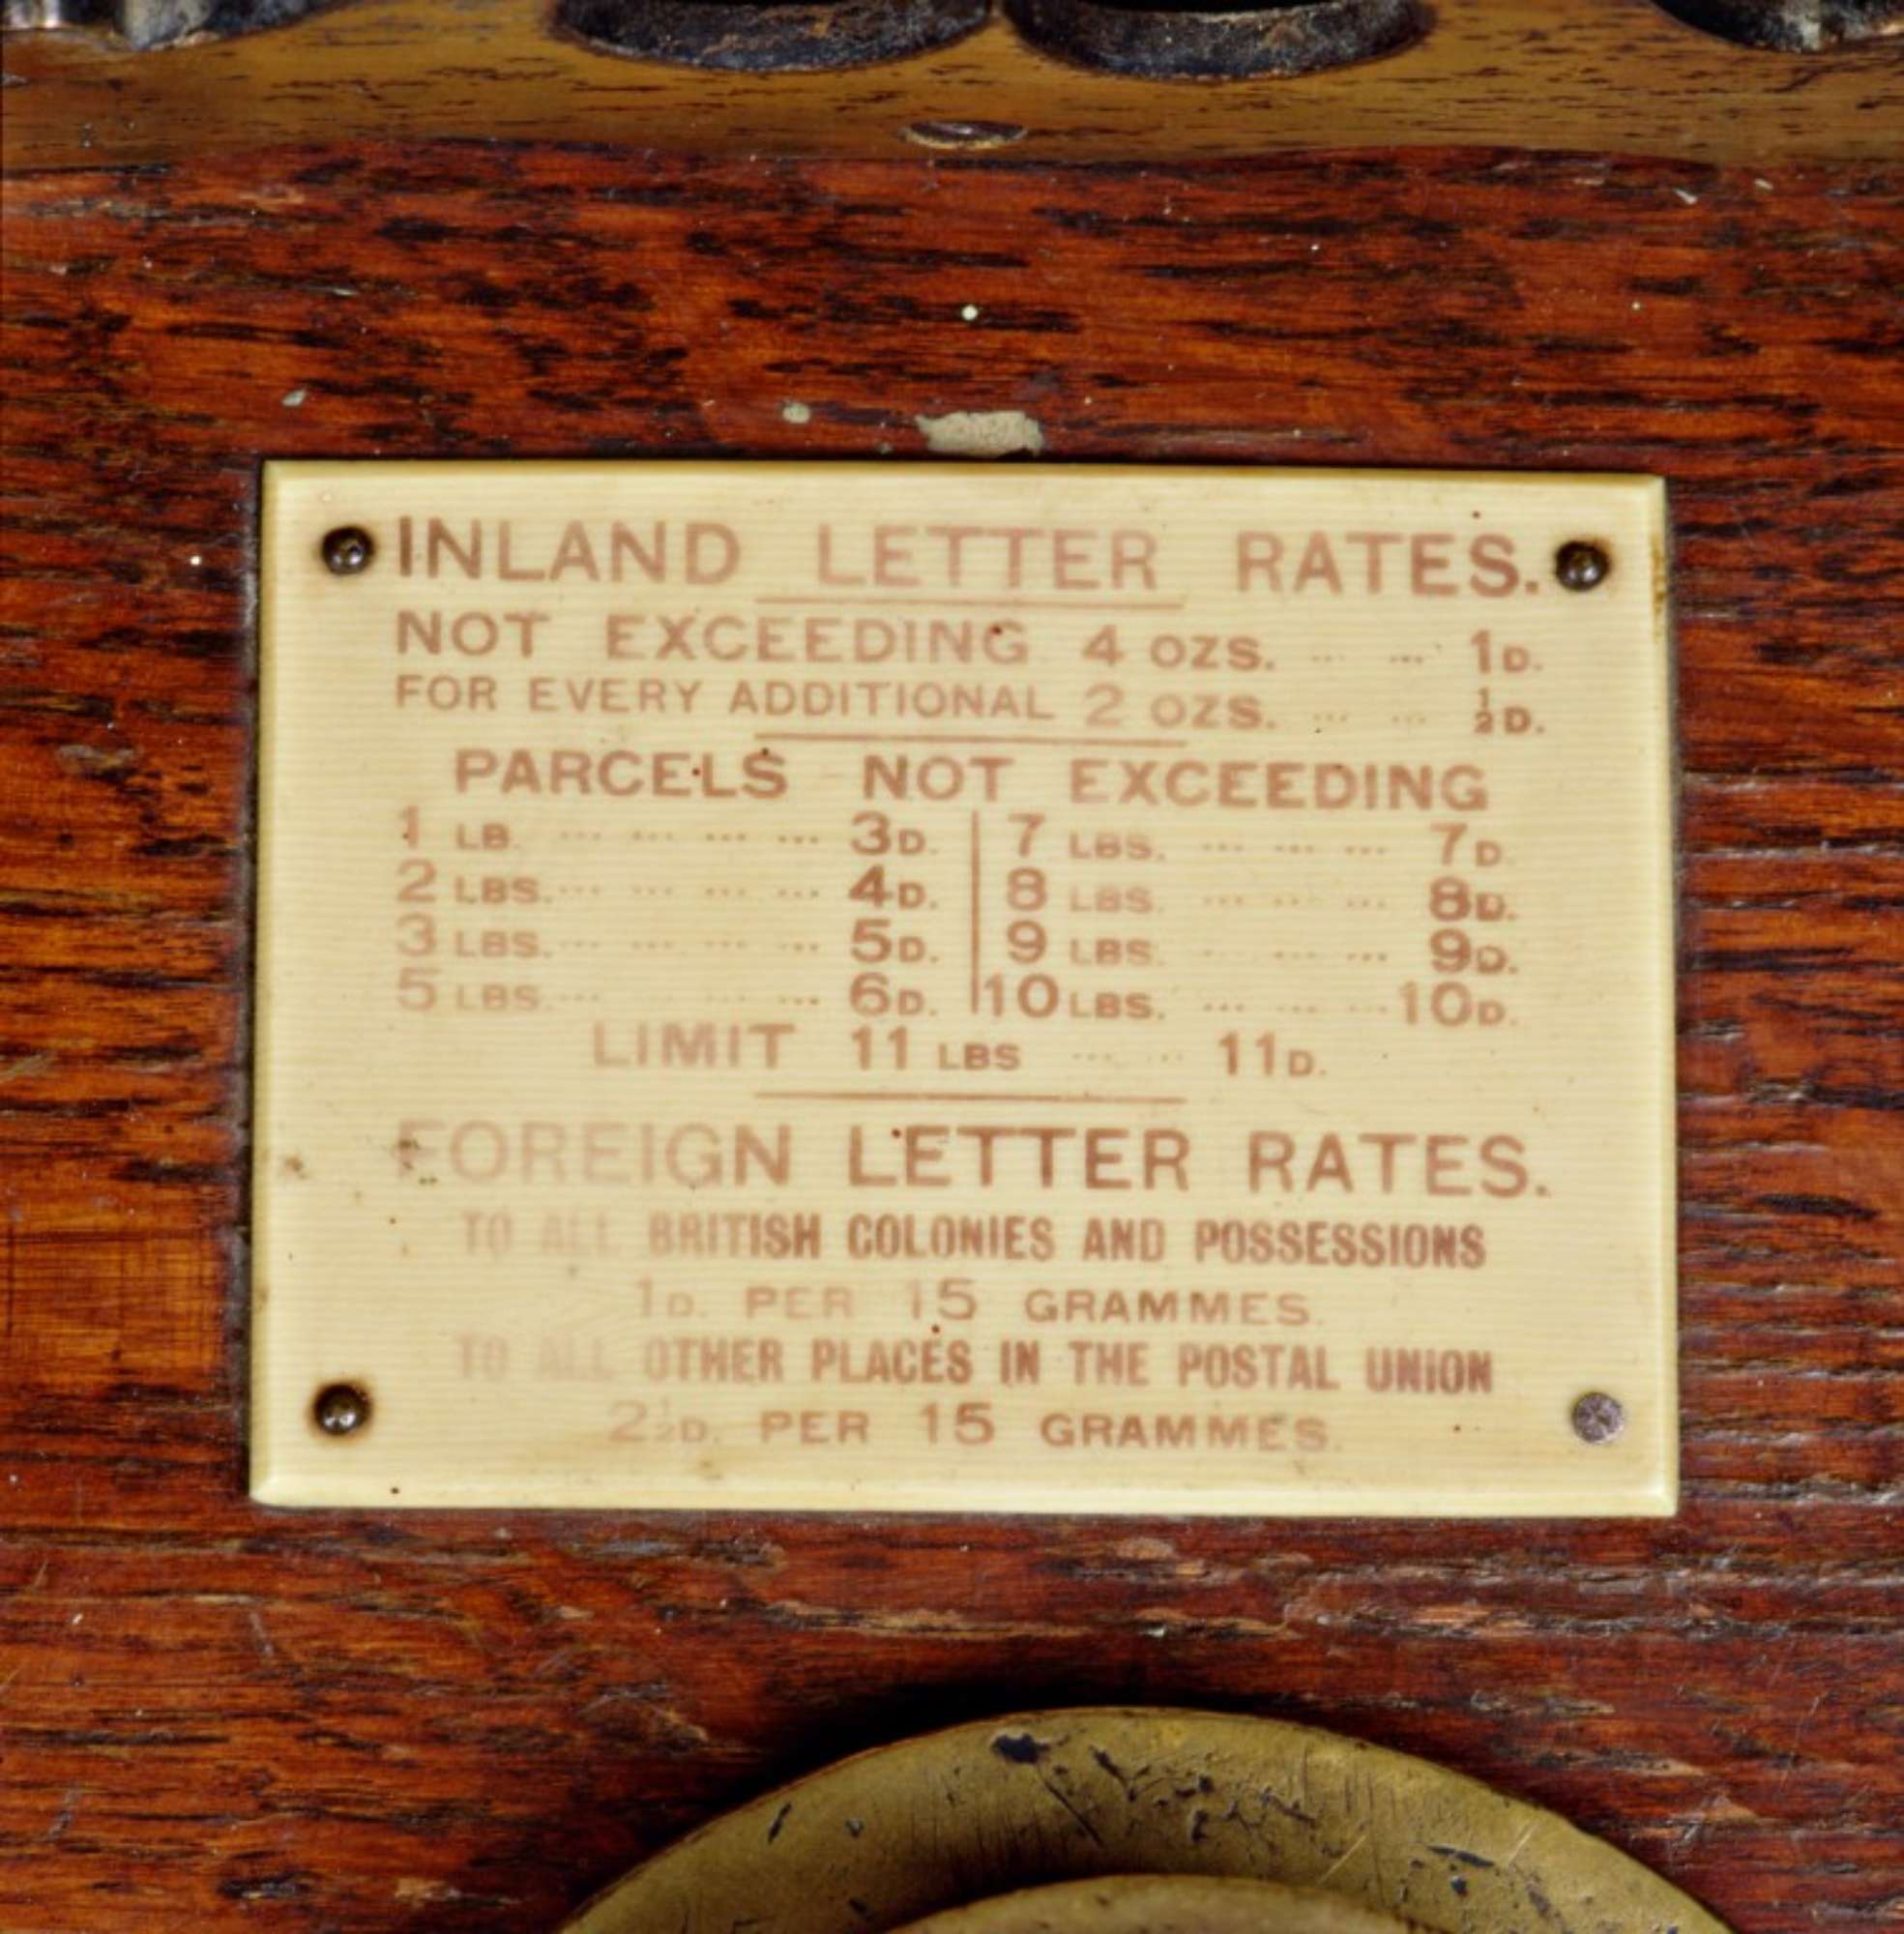 INLAND LETTER RATES.
NOT EXCEEDING 4 OZS. ... ... 1D.
FOR EVERY ADDITIONAL 2 OZS. ... ... ½D.
PARCELS NOT EXCEEDING
1 LB. ... ... ... ... 3D. 7 LBS. ... ... ... 7D.
2 LBS. ... ... ... ... 4D. 8 LBS. ... ... ... 8D.
3 LBS. ... ... ... ... 5D. 9 LBS. ... ... ... 9D.
5 LBS. ... ... ... ... 6D. 10 LBS. ... ... ... 10D.
LIMIT 11 LBS ... ... 11D.
FOREIGN LETTER RATES.
TO ALL BRITISH COLONIES AND POSSESSIONS
1D. PER 15 GRAMMES.
TO ALL OTHER PLACES IN THE POSTAL UNION
2½D. PER 15 GRAMMES.